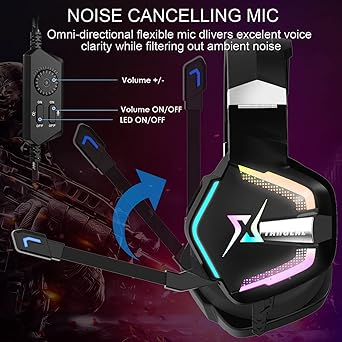 NOISE CANCELLING MIC
Omni-directional flexible mic dlivers excelent voice
clarity while filtering out ambient noise
Volume +/-
ON ON
Volume ON/OFF
LED ON/OFF
OFF OFF
X